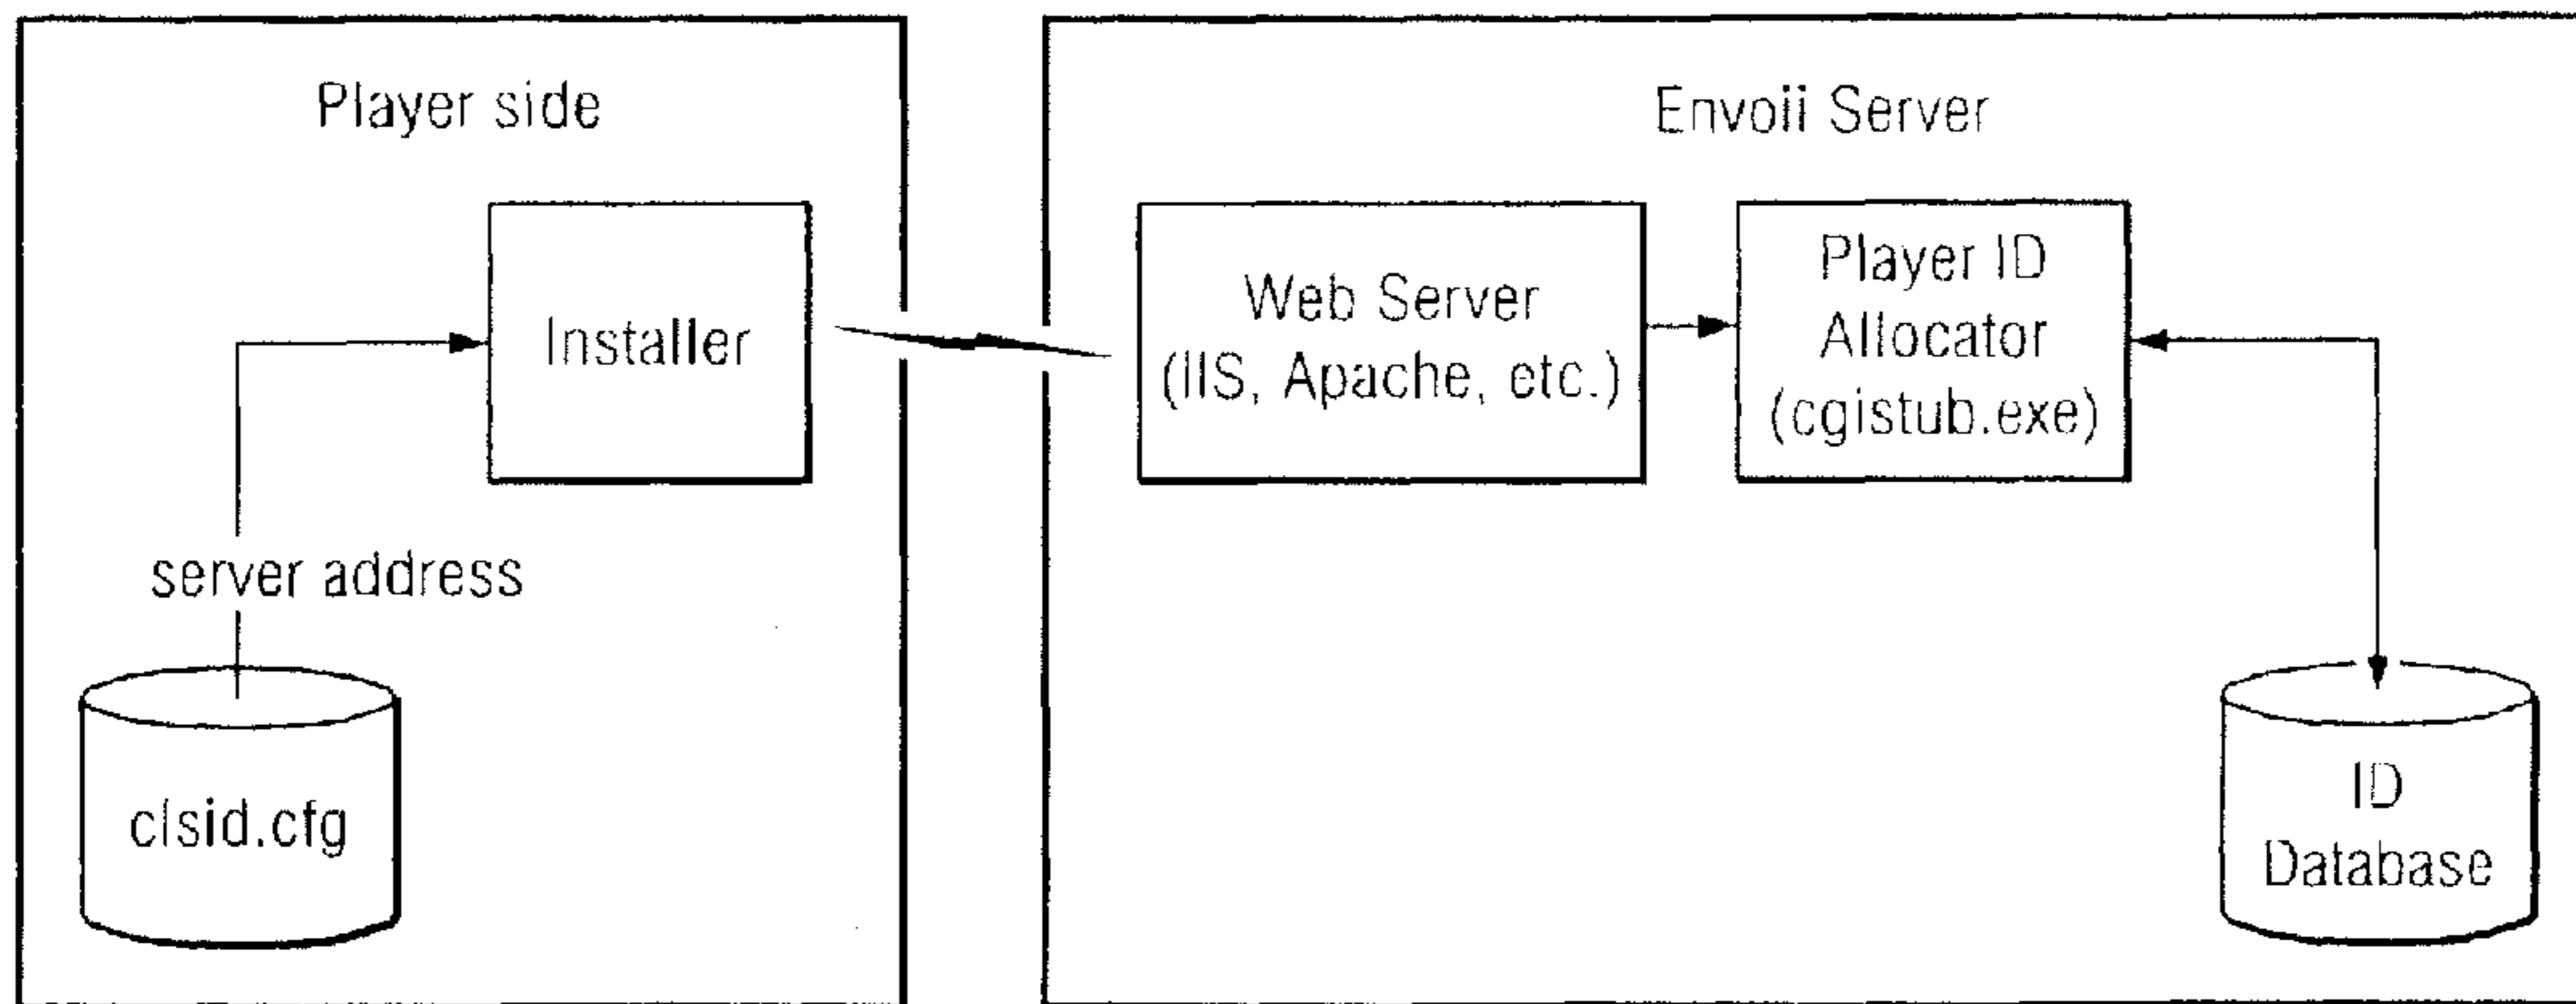 Player side
Installer
server address
clsid.cfg
Envoii Server
Web Server
(IIS, Apache, etc.)
Player ID
Allocator
(cgistub.exe)
ID
Database